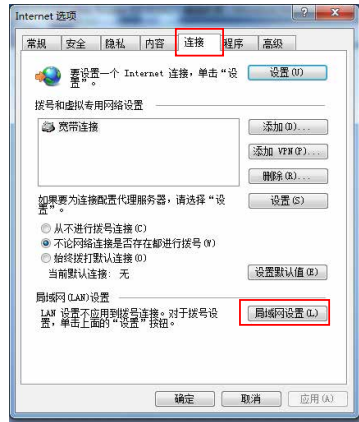 Internet 选项
常规 安全 隐私 内容 连接 程序 高级
要设置一个 Internet 连接，单击“设置”。
设置(U)
拨号和虚拟专用网络设置
宽带连接
添加(D)...
添加 VPN(P)...
删除(R)...
如果要为连接配置代理服务器，请选择“设置”。
设置(S)
从不进行拨号连接(C)
不论网络连接是否存在都进行拨号(W)
始终拨打默认连接(O)
当前默认连接: 无
设置默认值(E)
局域网(LAN)设置
LAN 设置不应用到拨号连接。对于拨号设置，单击上面的“设置”按钮。
局域网设置(L)
确定 取消 应用(A)